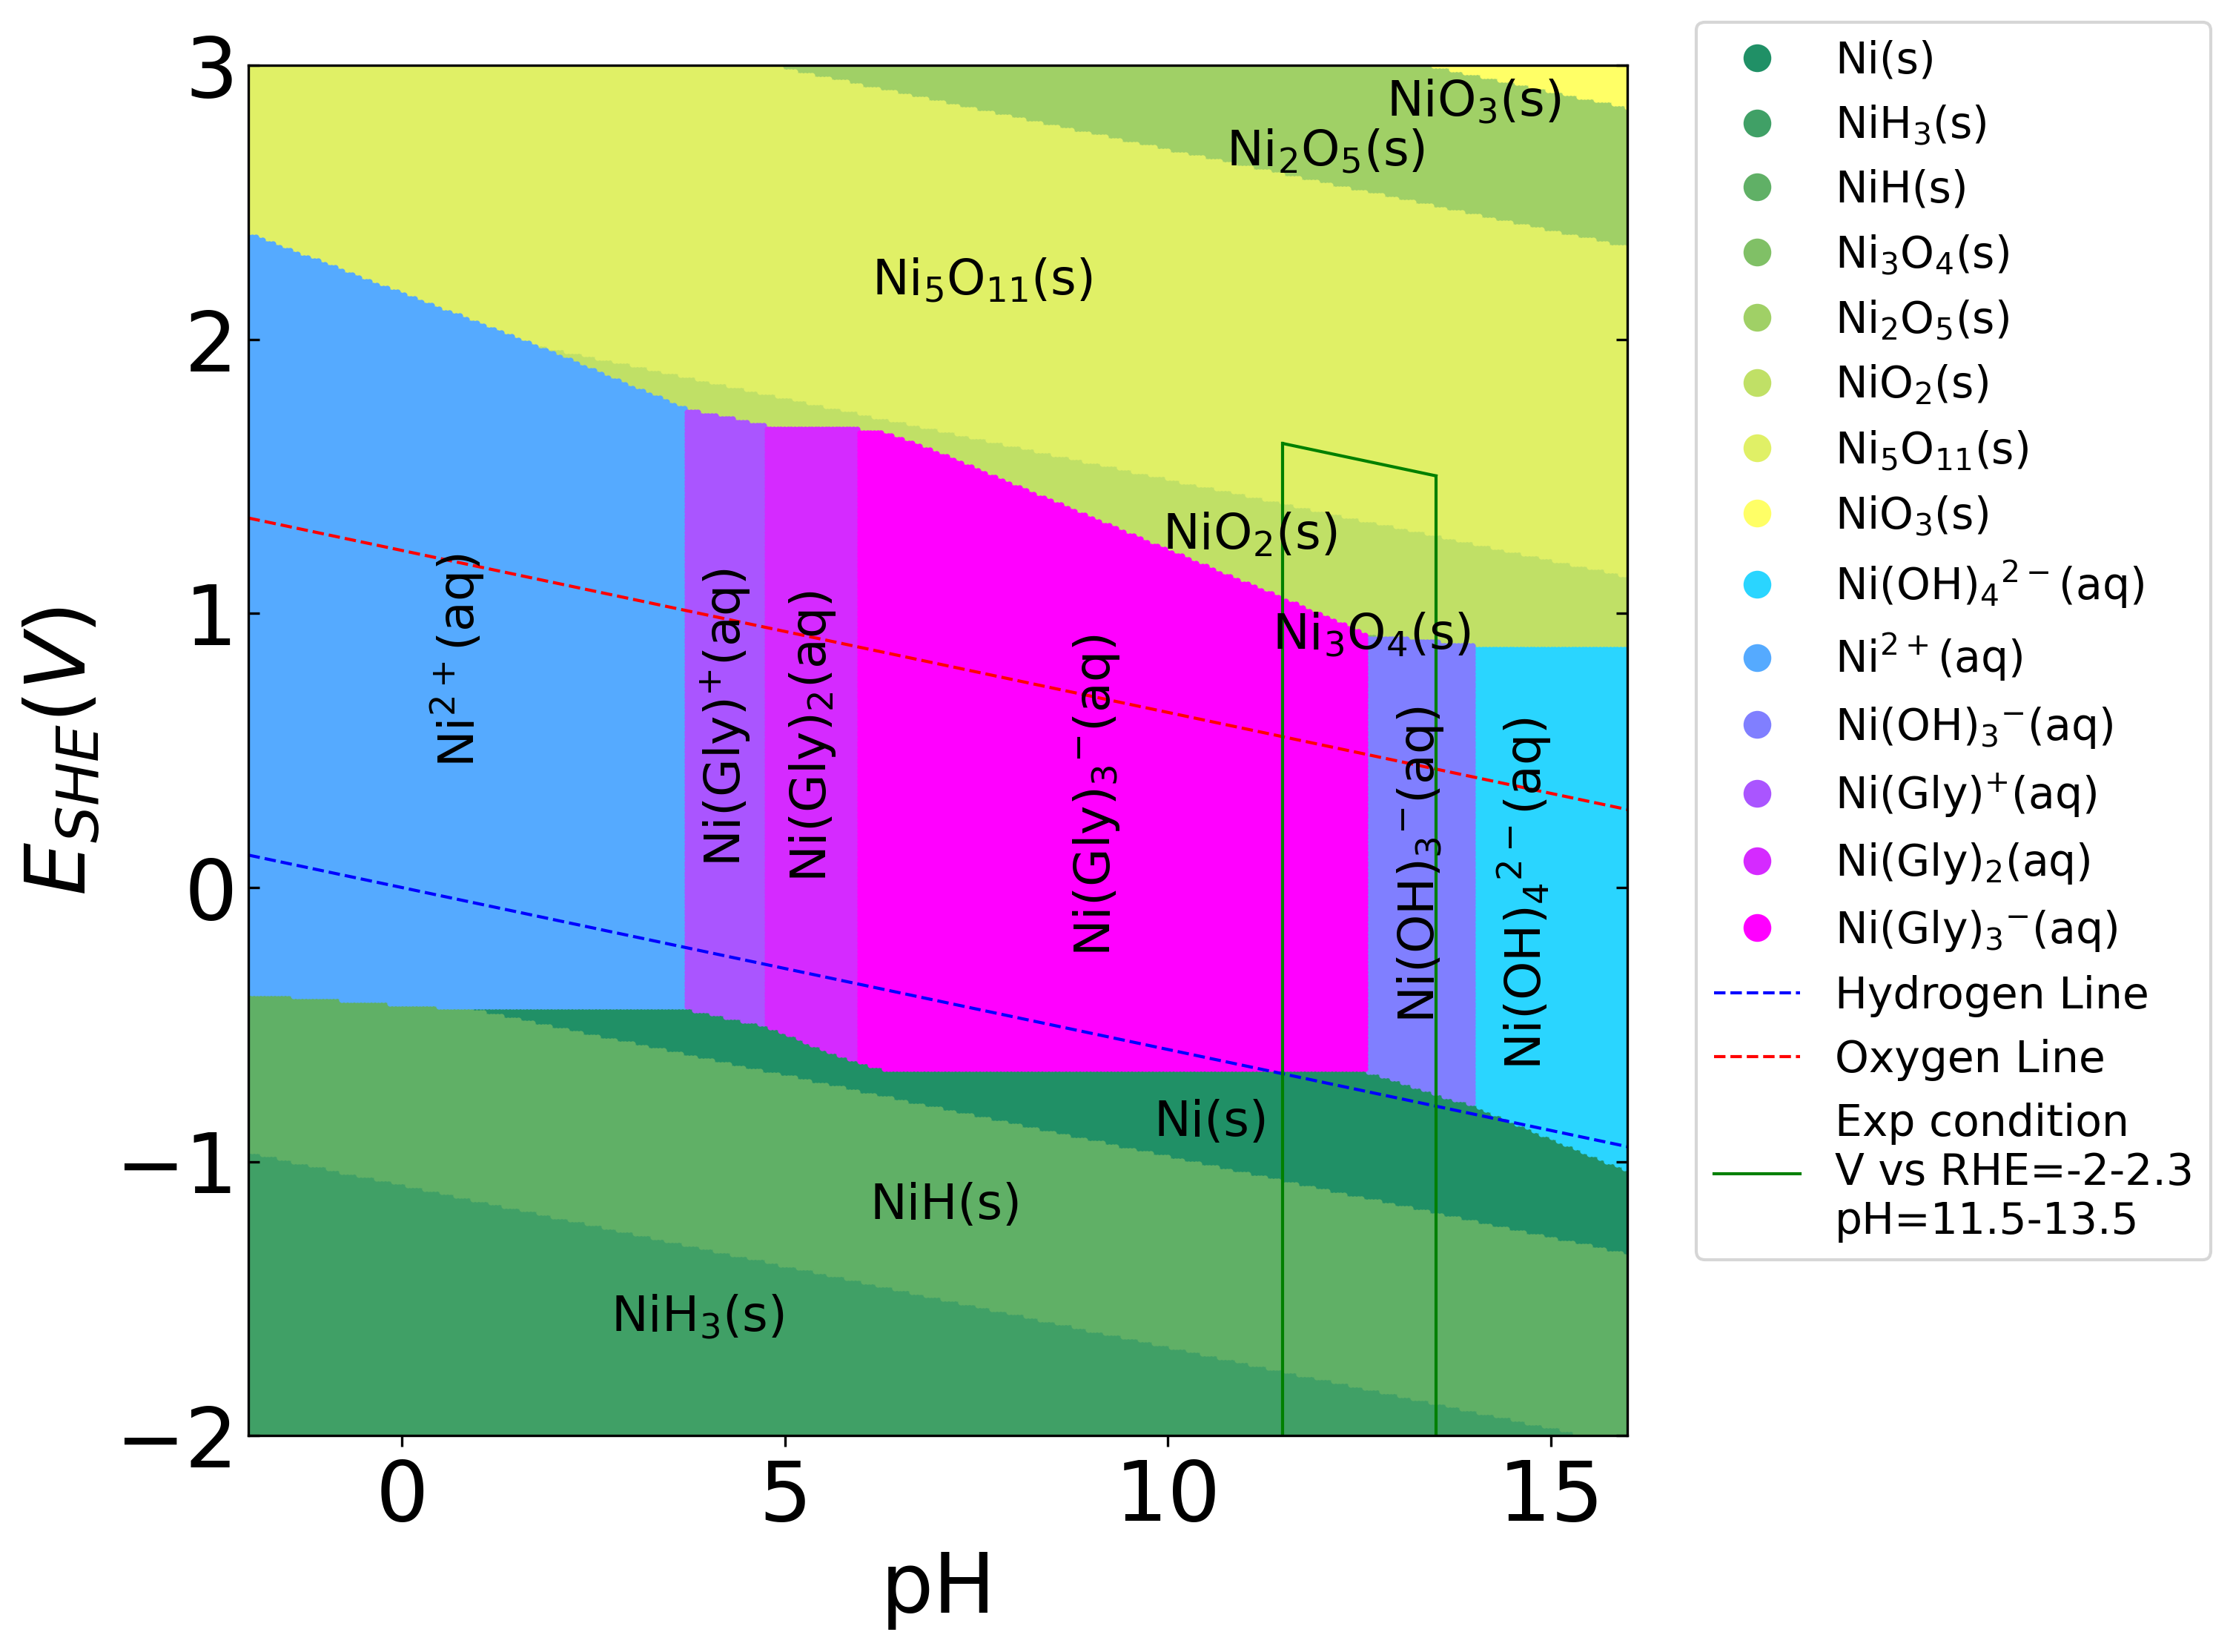 3
2
1
0
−1
−2
E_{SHE}(V)
0
5
10
15
pH
NiO₃(s)
Ni₂O₅(s)
Ni₅O₁₁(s)
NiO₂(s)
Ni₃O₄(s)
Ni²⁺(aq)
Ni(Gly)⁺(aq)
Ni(Gly)₂(aq)
Ni(Gly)₃⁻(aq)
Ni(OH)₃⁻(aq)
Ni(OH)₄²⁻(aq)
Ni(s)
NiH(s)
NiH₃(s)
Ni(s)
NiH₃(s)
NiH(s)
Ni₃O₄(s)
Ni₂O₅(s)
NiO₂(s)
Ni₅O₁₁(s)
NiO₃(s)
Ni(OH)₄²⁻(aq)
Ni²⁺(aq)
Ni(OH)₃⁻(aq)
Ni(Gly)⁺(aq)
Ni(Gly)₂(aq)
Ni(Gly)₃⁻(aq)
Hydrogen Line
Oxygen Line
Exp condition
V vs RHE=-2-2.3
pH=11.5-13.5